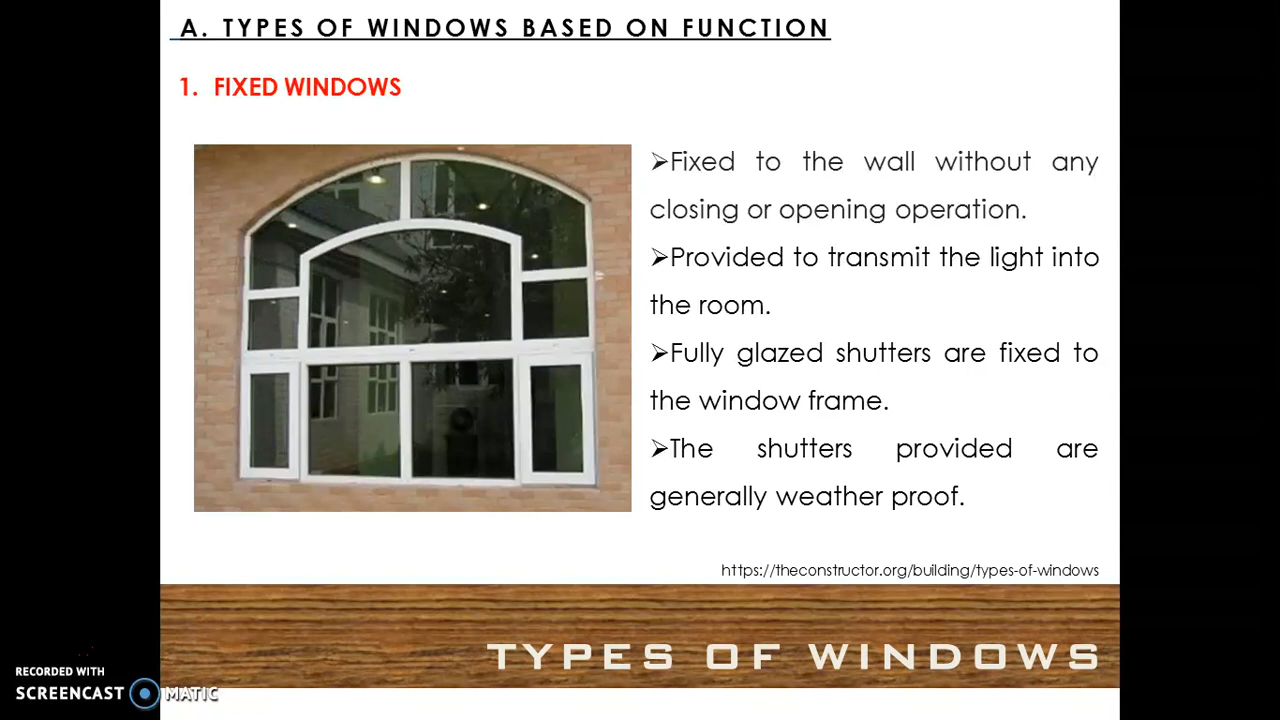 A. TYPES OF WINDOWS BASED ON FUNCTION
1. FIXED WINDOWS
➢Fixed to the wall without any
closing or opening operation.
➢Provided to transmit the light into
the room.
➢Fully glazed shutters are fixed to
the window frame.
➢The shutters provided are
generally weather proof.
https://theconstructor.org/building/types-of-windows
TYPES OF WINDOWS
RECORDED WITH
SCREENCAST MATIC